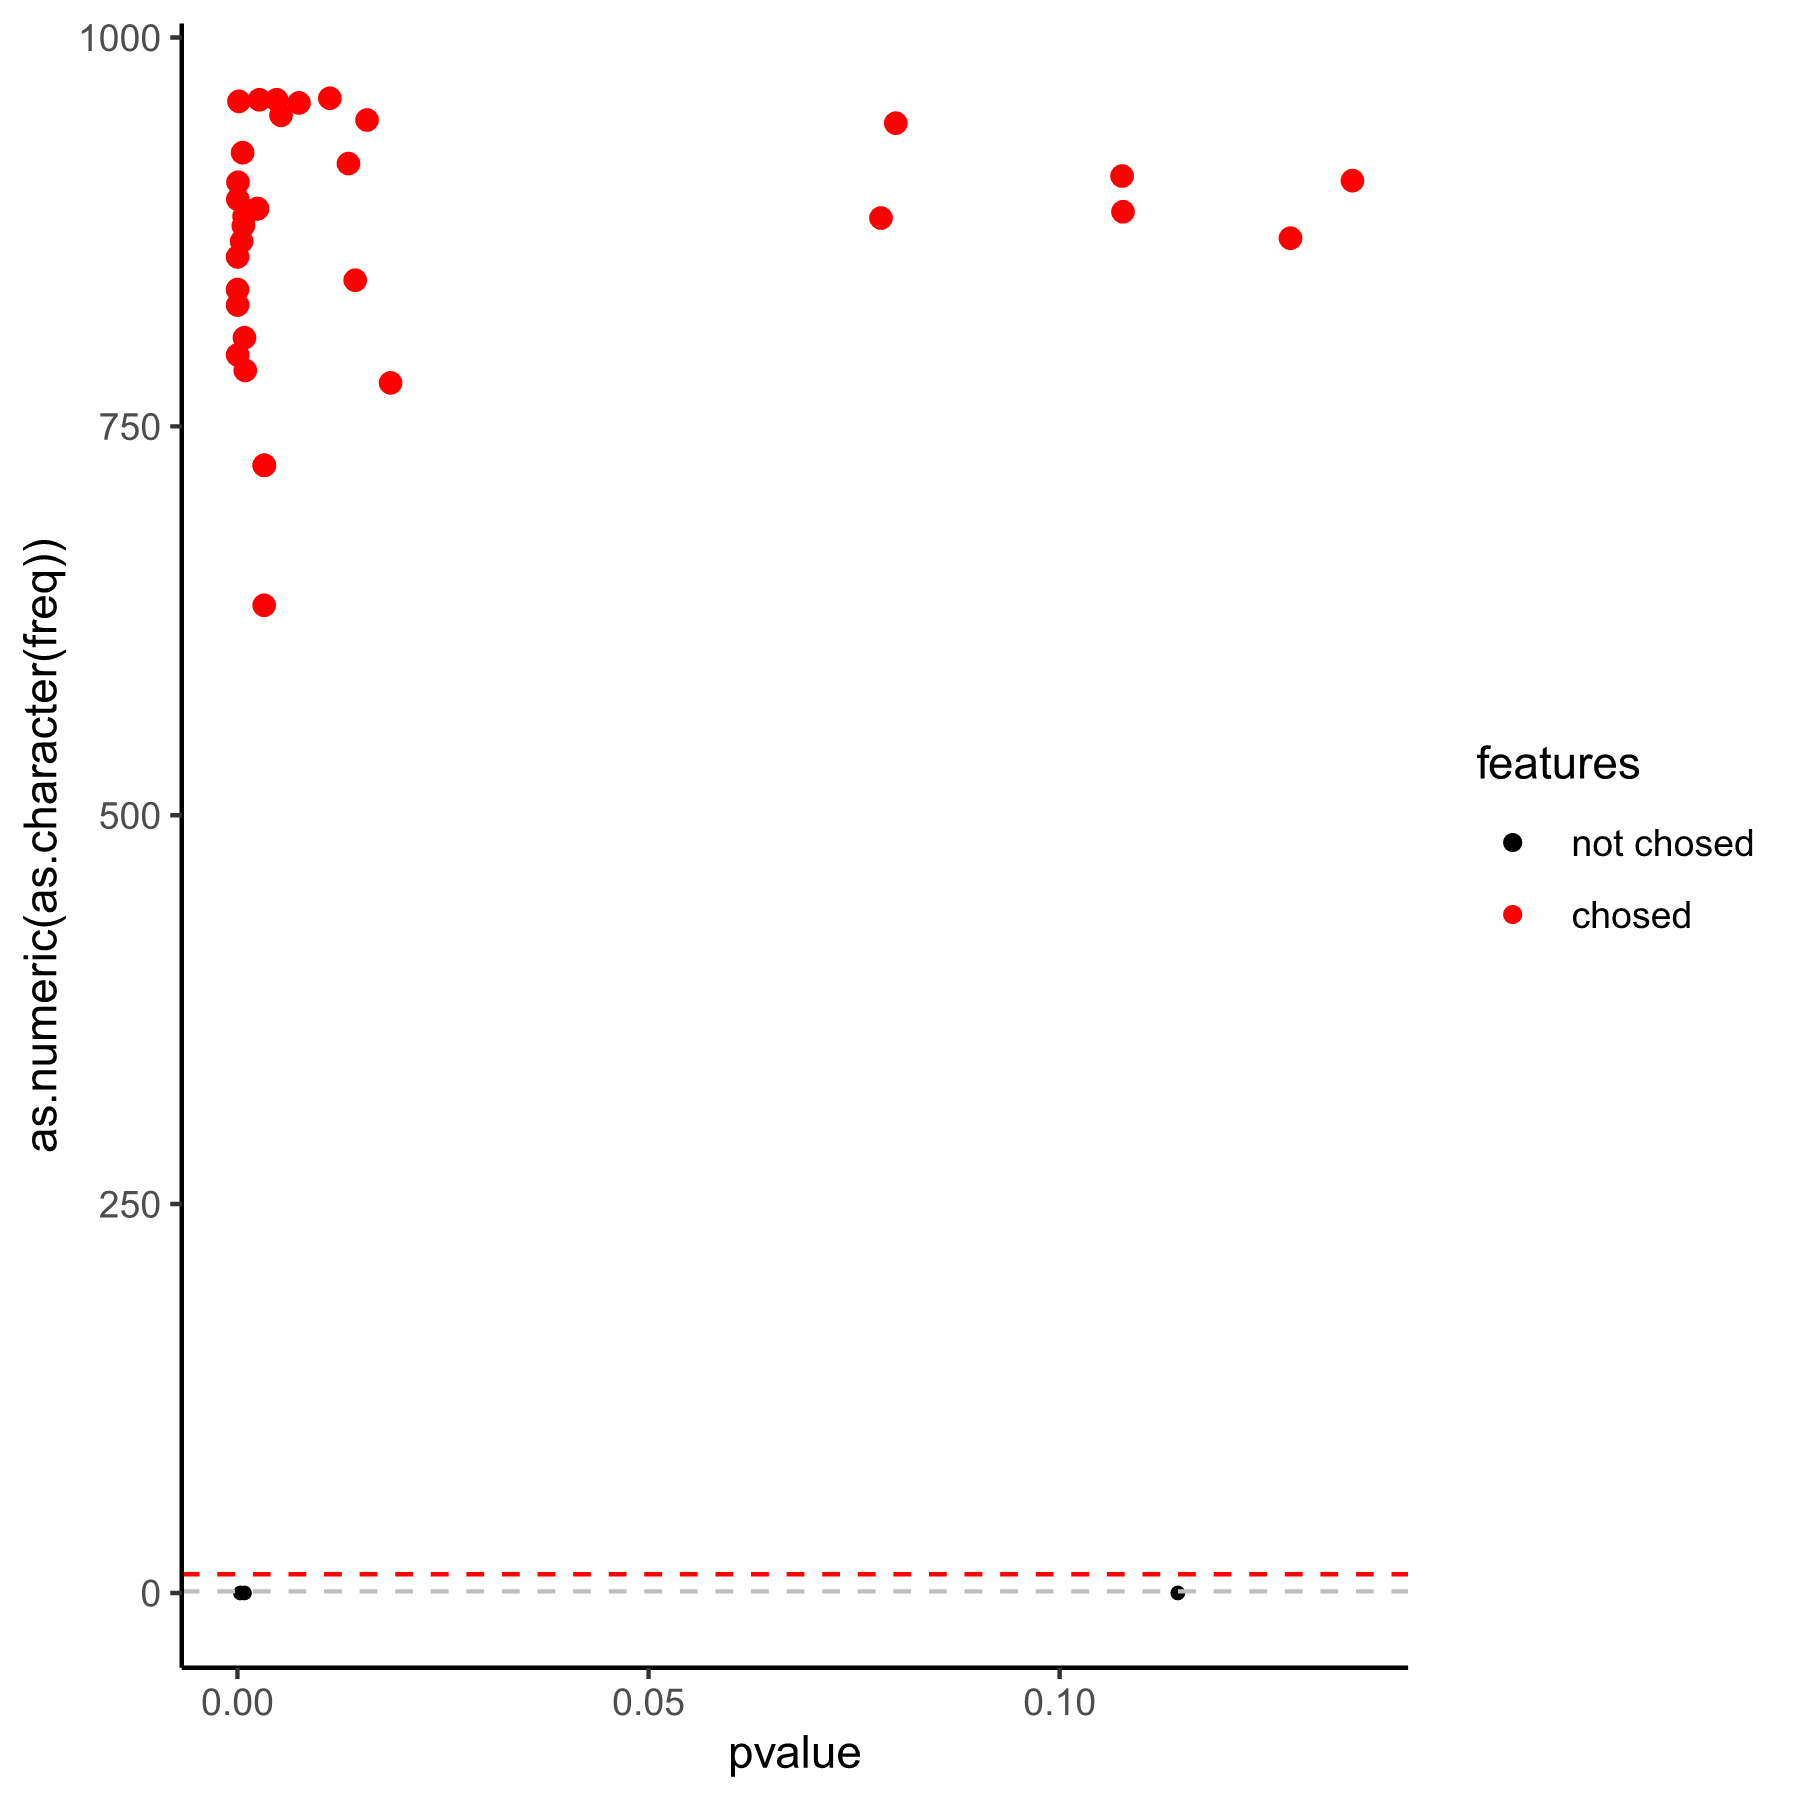 1000
750
500
250
0
as.numeric(as.character(freq))
0.00
0.05
0.10
pvalue
features
not chosed
chosed